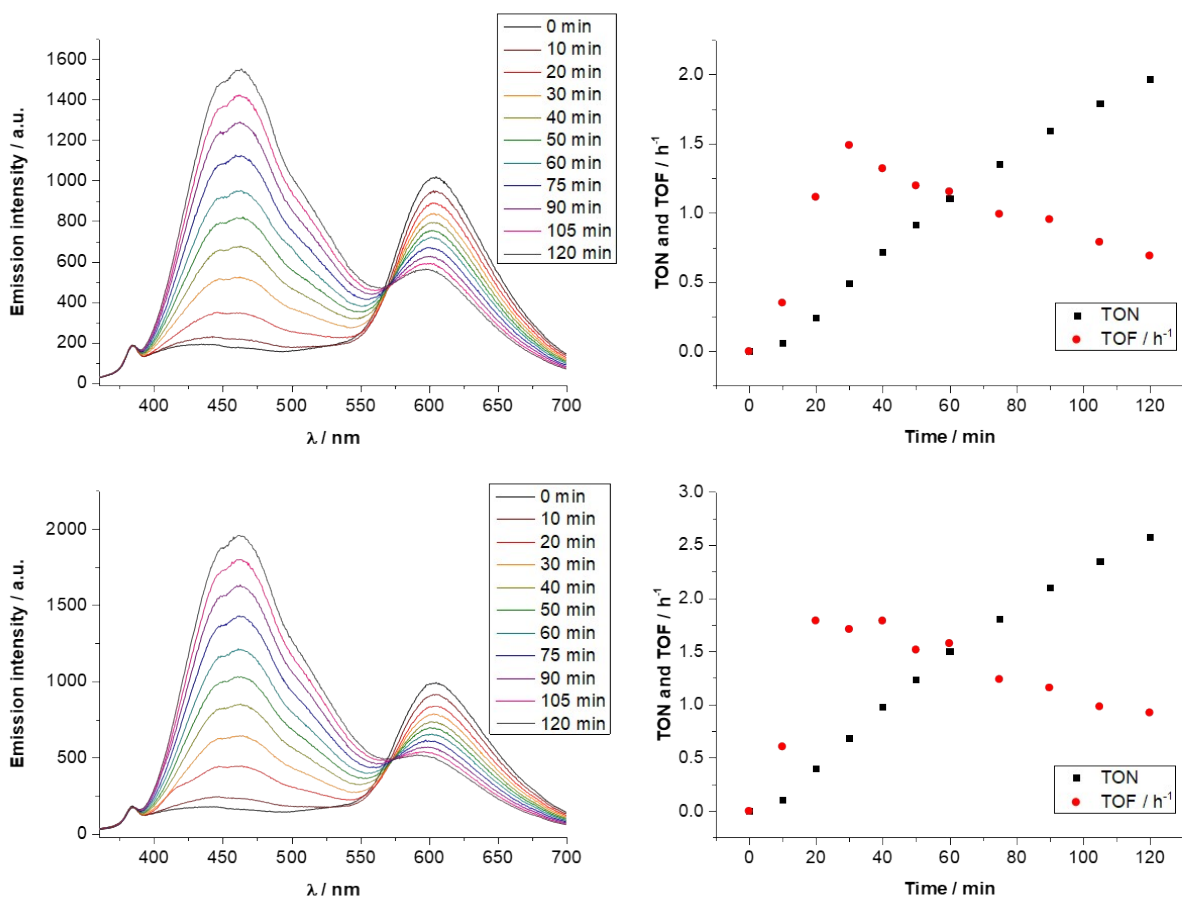 Emission intensity / a.u.
1600
1400
1200
1000
800
600
400
200
0
400
450
500
550
600
650
700
λ / nm
0 min
10 min
20 min
30 min
40 min
50 min
60 min
75 min
90 min
105 min
120 min
TON and TOF / h⁻¹
2.0
1.5
1.0
0.5
0.0
0
20
40
60
80
100
120
Time / min
TON
TOF / h⁻¹
Emission intensity / a.u.
2000
1500
1000
500
0
400
450
500
550
600
650
700
λ / nm
0 min
10 min
20 min
30 min
40 min
50 min
60 min
75 min
90 min
105 min
120 min
TON and TOF / h⁻¹
3.0
2.5
2.0
1.5
1.0
0.5
0.0
0
20
40
60
80
100
120
Time / min
TON
TOF / h⁻¹